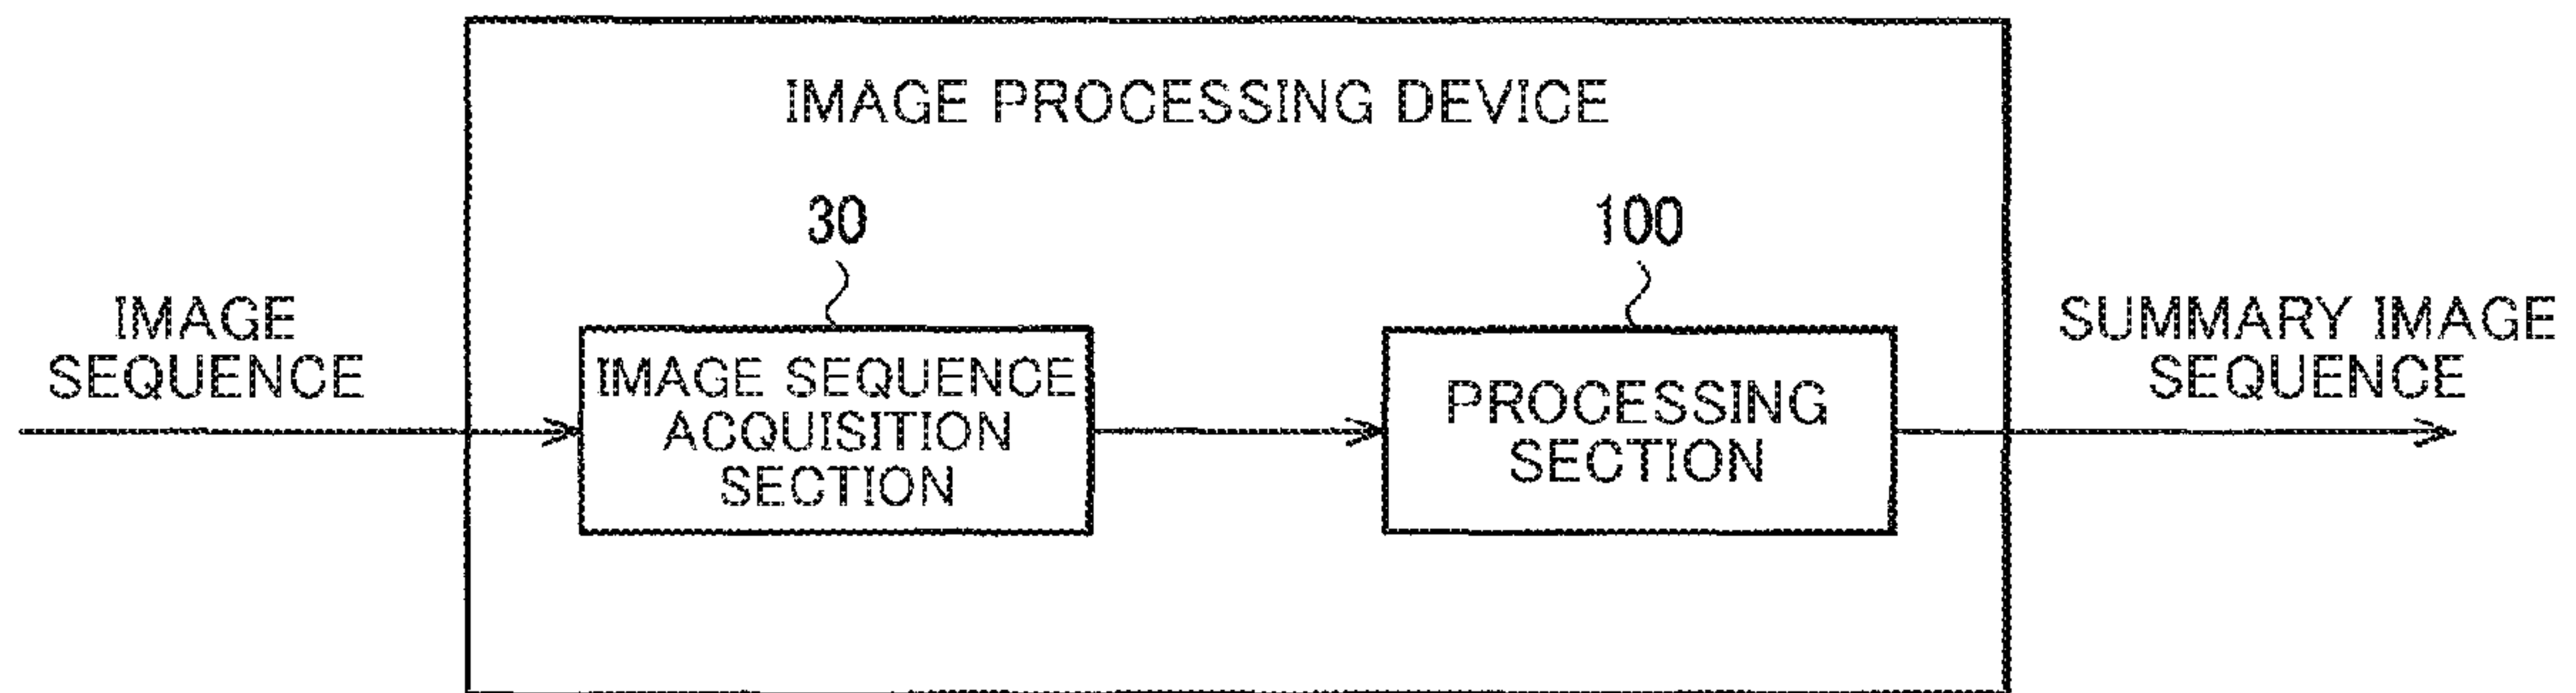 IMAGE PROCESSING DEVICE
30
100
IMAGE
SEQUENCE
IMAGE SEQUENCE
ACQUISITION
SECTION
PROCESSING
SECTION
SUMMARY IMAGE
SEQUENCE